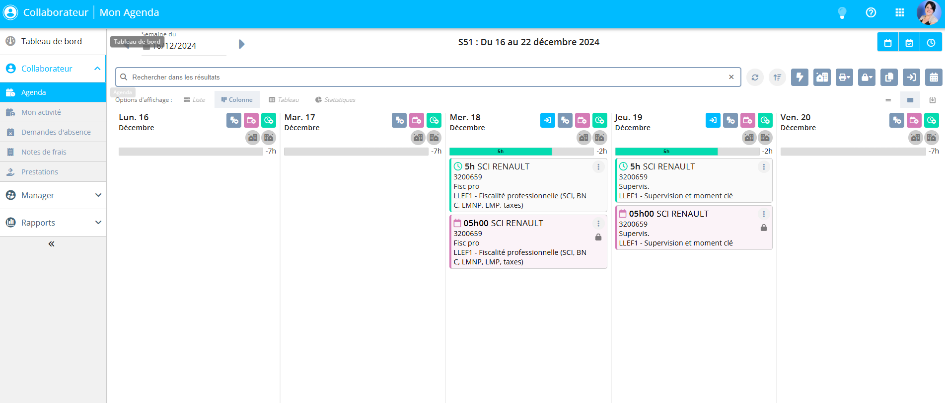 Collaborateur Mon Agenda
Tableau de bord
Collaborateur
Agenda
Mon activité
Demandes d'absence
Notes de frais
Prestations
Manager
Rapports
Tableau de bord
Semaine du
/12/2024
S51 : Du 16 au 22 décembre 2024
Rechercher dans les résultats
Options d'affichage :
Liste
Colonne
Tableau
Statistiques
Lun. 16
Décembre
-7h
Mar. 17
Décembre
-7h
Mer. 18
Décembre
5h
-2h
5h SCI RENAULT
3200659
Fisc pro
LLEF1 - Fiscalité professionnelle (SCI, BN
C, LMNP, LMP, taxes)
05h00 SCI RENAULT
3200659
Fisc pro
LLEF1 - Fiscalité professionnelle (SCI, BN
C, LMNP, LMP, taxes)
Jeu. 19
Décembre
5h
-2h
5h SCI RENAULT
3200659
Supervis.
LLEF1 - Supervision et moment clé
05h00 SCI RENAULT
3200659
Supervis.
LLEF1 - Supervision et moment clé
Ven. 20
Décembre
-7h